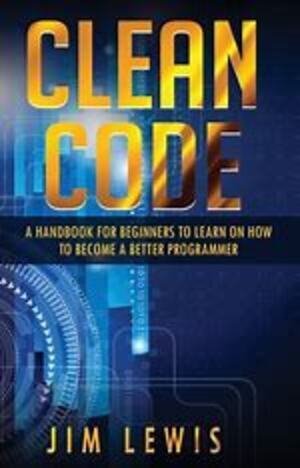 CLEAN
CODE
A HANDBOOK FOR BEGINNERS TO LEARN ON HOW
TO BECOME A BETTER PROGRAMMER
JIM LEWIS